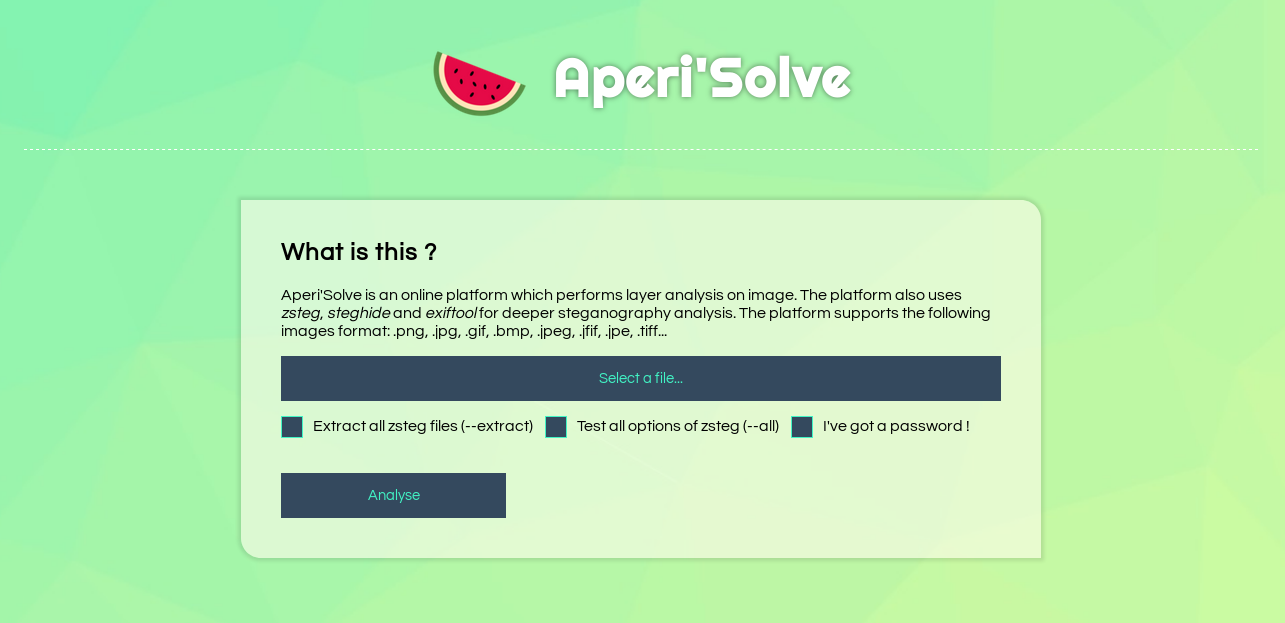 Aperi'Solve
What is this ?
Aperi'Solve is an online platform which performs layer analysis on image. The platform also uses
zsteg, steghide and exiftool for deeper steganography analysis. The platform supports the following
images format: .png, .jpg, .gif, .bmp, .jpeg, .jfif, .jpe, .tiff...
Select a file...
Extract all zsteg files (--extract) Test all options of zsteg (--all) I've got a password !
Analyse